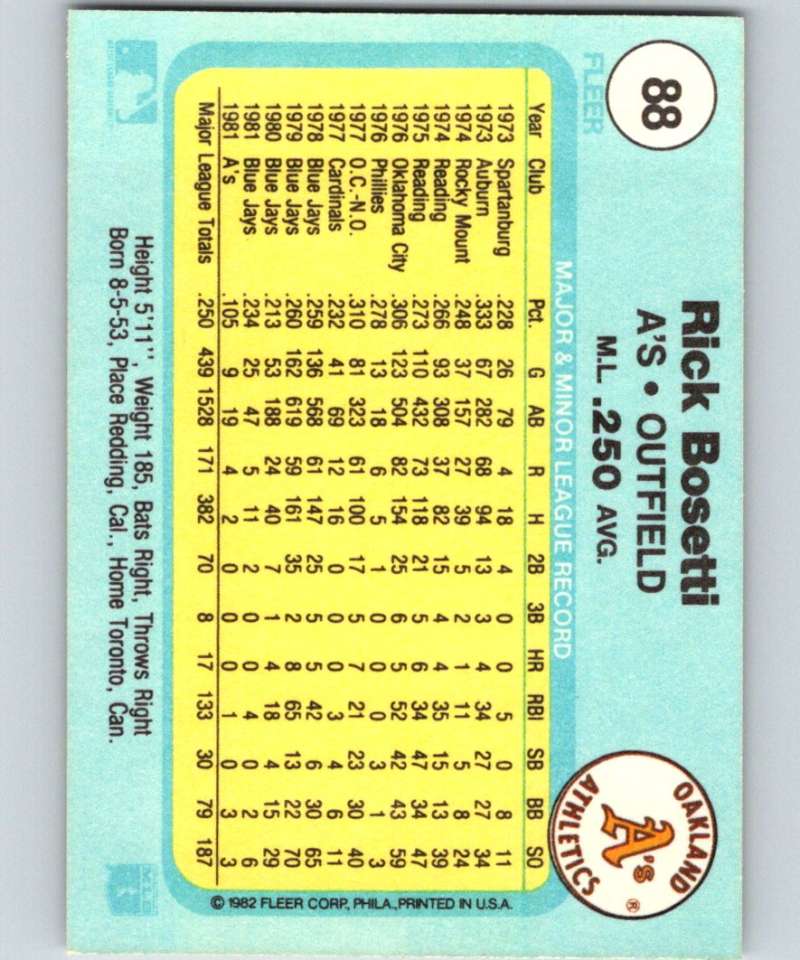 88
FLEER
Rick Bosetti
A'S • OUTFIELD
M.L. .250 AVG.
OAKLAND A's ATHLETICS ®
MAJOR & MINOR LEAGUE RECORD
Year Club Pct. G AB R H 2B 3B HR RBI SB BB SO
1973 Spartanburg .228 26 79 4 18 4 0 0 5 0 8 11
1973 Auburn .333 67 282 68 94 13 3 4 34 27 27 34
1974 Rocky Mount .248 37 157 27 39 5 2 1 11 5 8 24
1974 Reading .266 93 308 37 82 15 4 4 35 15 13 39
1975 Reading .273 110 432 73 118 21 5 6 34 47 34 47
1976 Oklahoma City .306 123 504 82 154 25 6 5 52 42 43 59
1976 Phillies .278 13 18 6 5 1 0 0 0 3 1 3
1977 O.C.-N.O. .310 81 323 61 100 17 5 7 21 23 30 40
1977 Cardinals .232 41 69 12 16 0 0 0 3 4 6 11
1978 Blue Jays .259 136 568 61 147 25 5 5 42 6 30 65
1979 Blue Jays .260 162 619 59 161 35 2 8 65 13 22 70
1980 Blue Jays .213 53 188 24 40 7 1 4 18 4 15 29
1981 Blue Jays .234 25 47 5 11 2 0 0 4 0 2 6
1981 A's .105 9 19 4 2 0 0 0 1 0 3 3
Major League Totals .250 439 1528 171 382 70 8 17 133 30 79 187
© 1982 FLEER CORP., PHILA., PRINTED IN U.S.A.
Height 5'11'', Weight 185, Bats Right, Throws Right
Born 8-5-53, Place Redding, Cal., Home Toronto, Can.